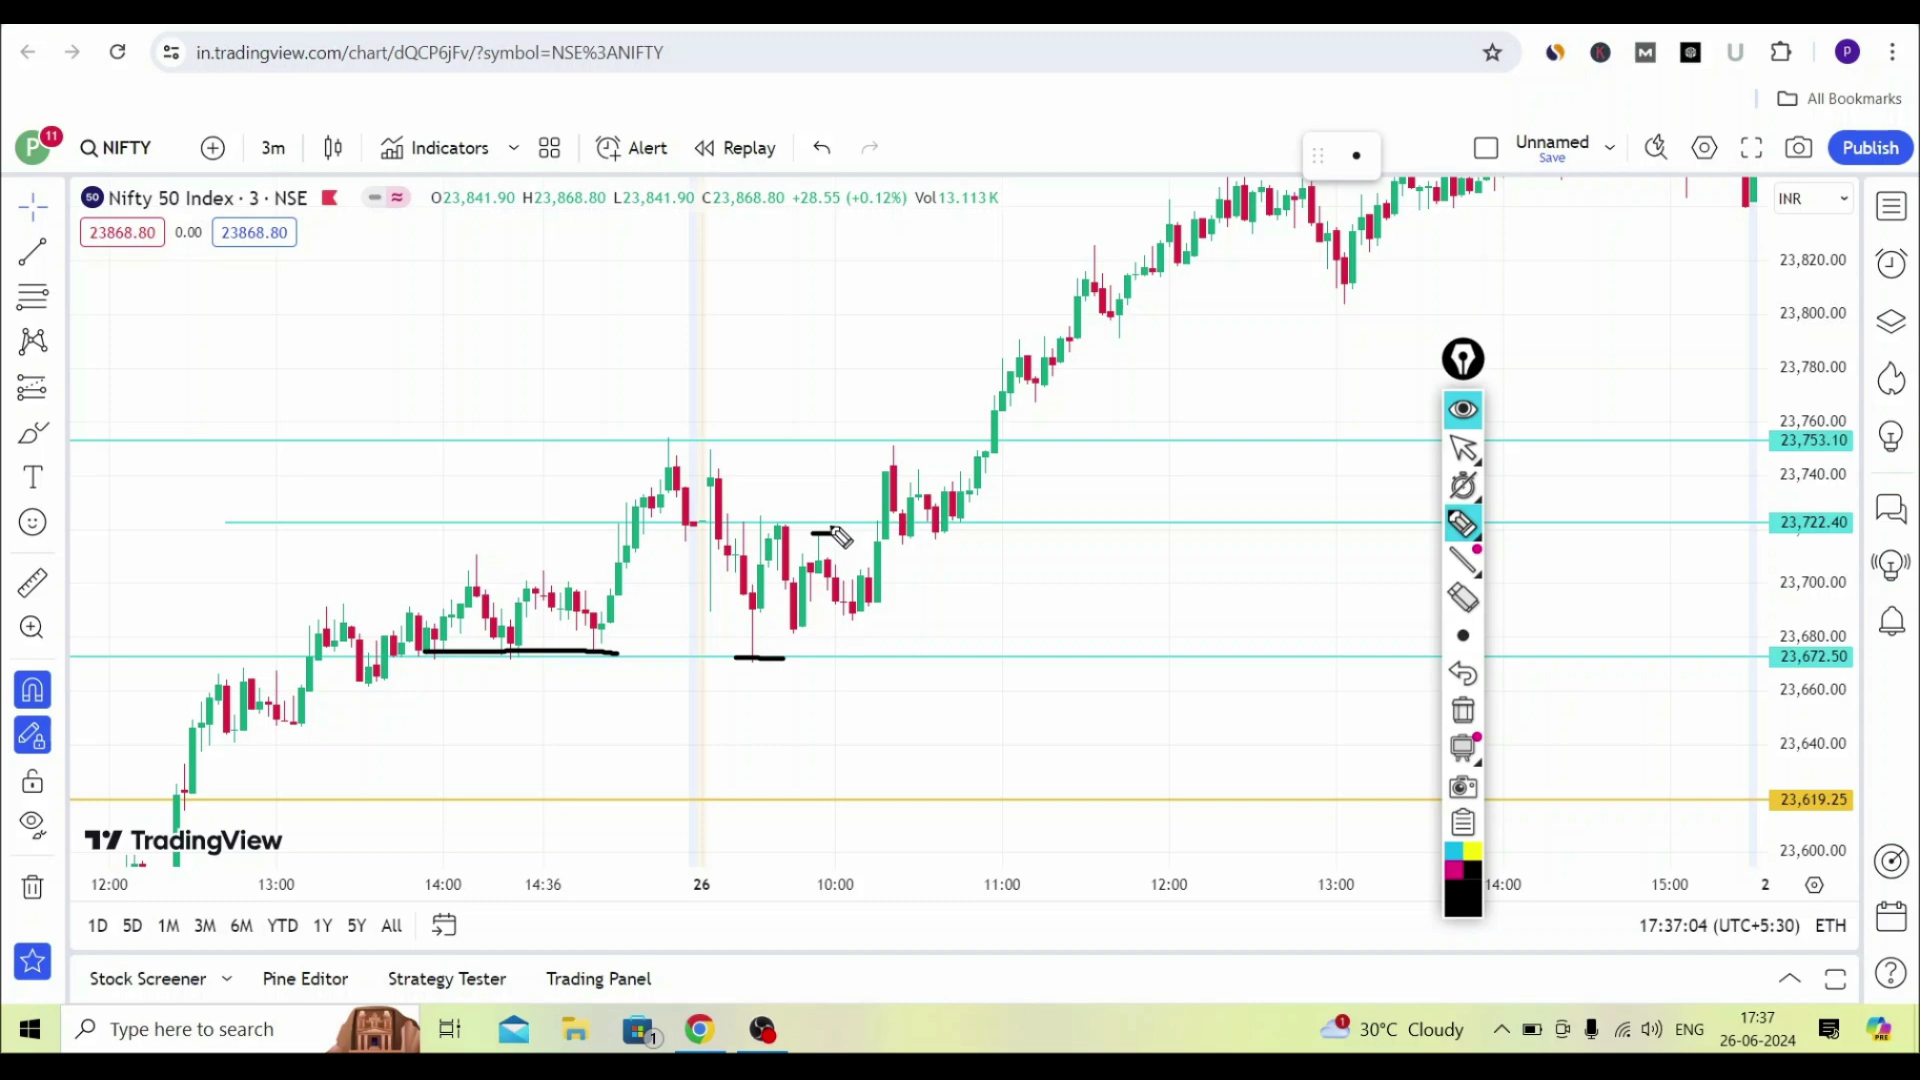 in.tradingview.com/chart/dQCP6jFv/?symbol=NSE%3ANIFTY
P
All Bookmarks
P 11 NIFTY 3m Indicators Alert Replay Unnamed Save Publish
50 Nifty 50 Index · 3 · NSE O23,841.90 H23,868.80 L23,841.90 C23,868.80 +28.55 (+0.12%) Vol13.113K INR
23868.80 0.00 23868.80
23,820.00
23,800.00
23,780.00
23,760.00
23,753.10
23,740.00
23,722.40
23,700.00
23,680.00
23,672.50
23,660.00
23,640.00
23,619.25
23,600.00
TradingView
12:00 13:00 14:00 14:36 26 10:00 11:00 12:00 13:00 14:00 15:00 2
1D 5D 1M 3M 6M YTD 1Y 5Y All 17:37:04 (UTC+5:30) ETH
Stock Screener Pine Editor Strategy Tester Trading Panel
Type here to search 1 1 30°C Cloudy ENG 17:37 PRE
26-06-2024